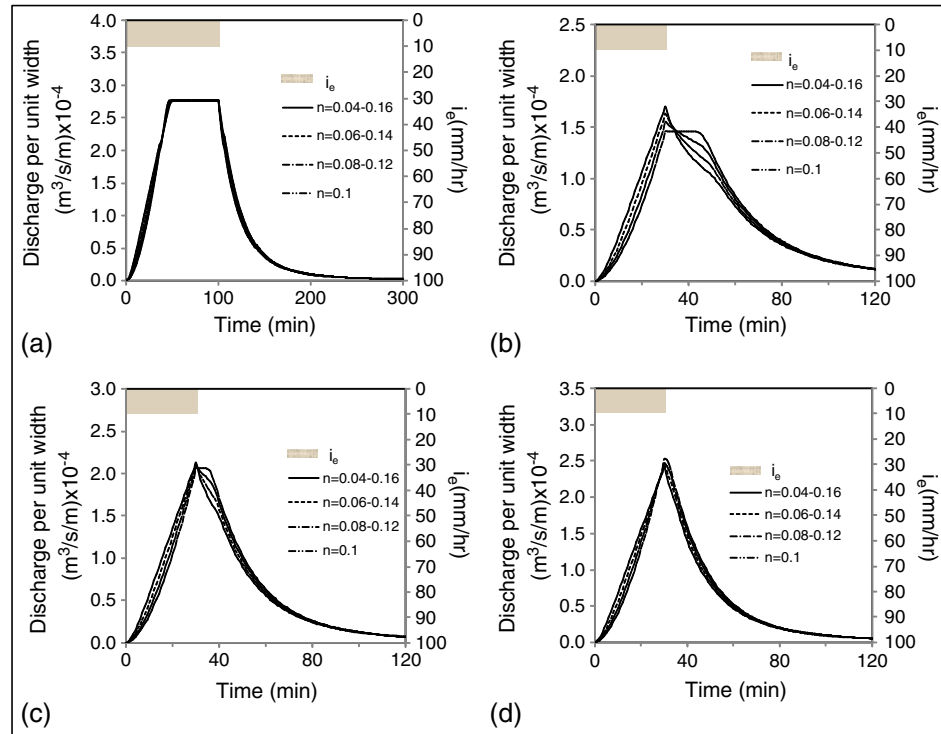 Discharge per unit width
(m³/s/m)x10⁻⁴
4.0
3.5
3.0
2.5
2.0
1.5
1.0
0.5
0.0
0
10
20
30
40
50
60
70
80
90
100
iₑ(mm/hr)
iₑ
n=0.04-0.16
n=0.06-0.14
n=0.08-0.12
n=0.1
0 100 200 300
Time (min)
(a)
Discharge per unit width
(m³/s/m)x10⁻⁴
2.5
2.0
1.5
1.0
0.5
0.0
0
10
20
30
40
50
60
70
80
90
100
iₑ(mm/hr)
iₑ
n=0.04-0.16
n=0.06-0.14
n=0.08-0.12
n=0.1
0 40 80 120
Time (min)
(b)
Discharge per unit width
(m³/s/m)x10⁻⁴
3.0
2.5
2.0
1.5
1.0
0.5
0.0
0
10
20
30
40
50
60
70
80
90
100
iₑ(mm/hr)
iₑ
n=0.04-0.16
n=0.06-0.14
n=0.08-0.12
n=0.1
0 40 80 120
Time (min)
(c)
Discharge per unit width
(m³/s/m)x10⁻⁴
3.5
3.0
2.5
2.0
1.5
1.0
0.5
0.0
0
10
20
30
40
50
60
70
80
90
100
iₑ(mm/hr)
iₑ
n=0.04-0.16
n=0.06-0.14
n=0.08-0.12
n=0.1
0 40 80 120
Time (min)
(d)